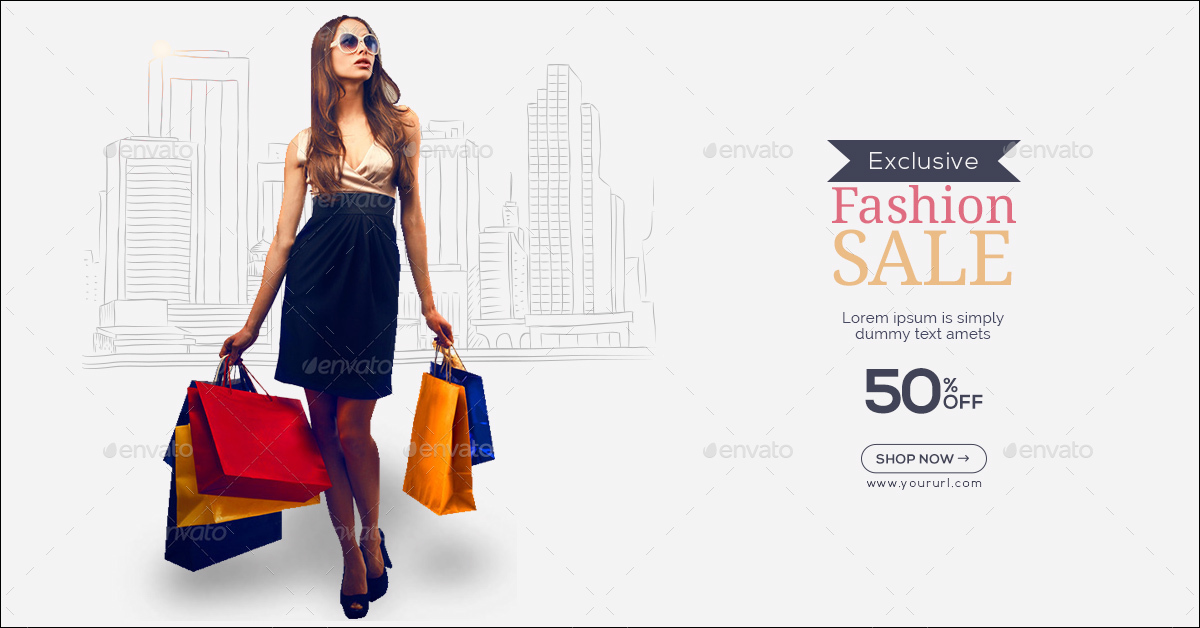 Exclusive
Fashion
SALE
Lorem ipsum is simply
dummy text amets
50%
OFF
SHOP NOW →
www.yoururl.com
envato
envato
envato
envato
envato
envato
envato
envato
envato
envato
envato